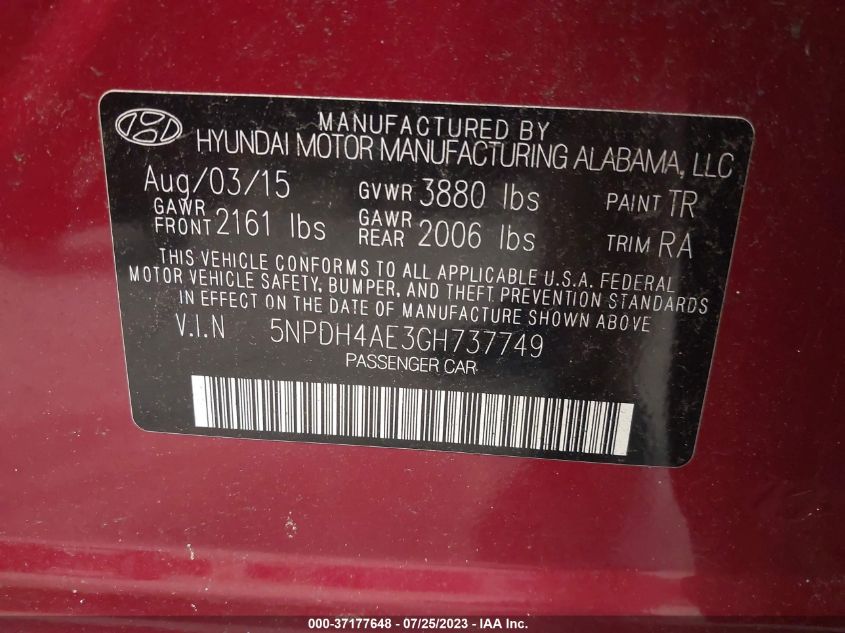 MANUFACTURED BY
HYUNDAI MOTOR MANUFACTURING ALABAMA, LLC
Aug/03/15 GVWR 3880 lbs PAINT TR
GAWR FRONT 2161 lbs GAWR REAR 2006 lbs TRIM RA
THIS VEHICLE CONFORMS TO ALL APPLICABLE U.S.A. FEDERAL
MOTOR VEHICLE SAFETY, BUMPER, AND THEFT PREVENTION STANDARDS
IN EFFECT ON THE DATE OF MANUFACTURE SHOWN ABOVE.
V.I.N 5NPDH4AE3GH737749
PASSENGER CAR
000-37177648 - 07/25/2023 - IAA Inc.